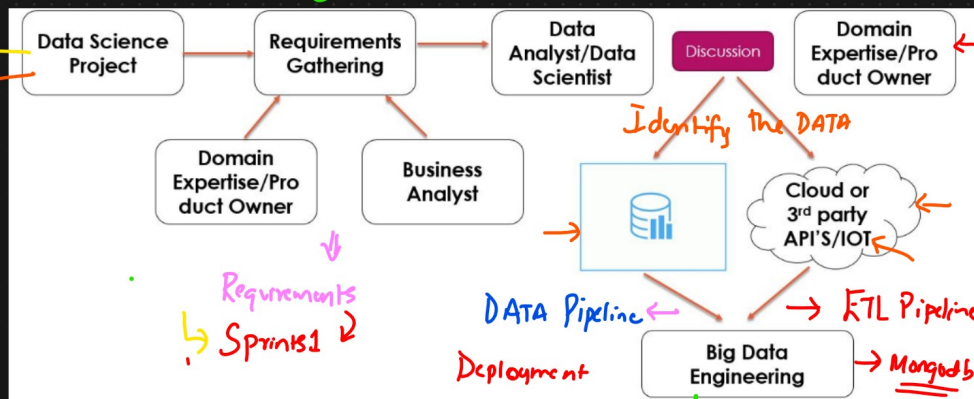 Data Science
Project
Requirements
Gathering
Data
Analyst/Data
Scientist
Discussion
Domain
Expertise/Pro
duct Owner
Identify the DATA
Domain
Expertise/Pro
duct Owner
Business
Analyst
Cloud or
3rd party
API'S/IOT
Requirements
Sprints1
DATA Pipeline
ETL Pipeline
Deployment
Big Data
Engineering
Mongodb